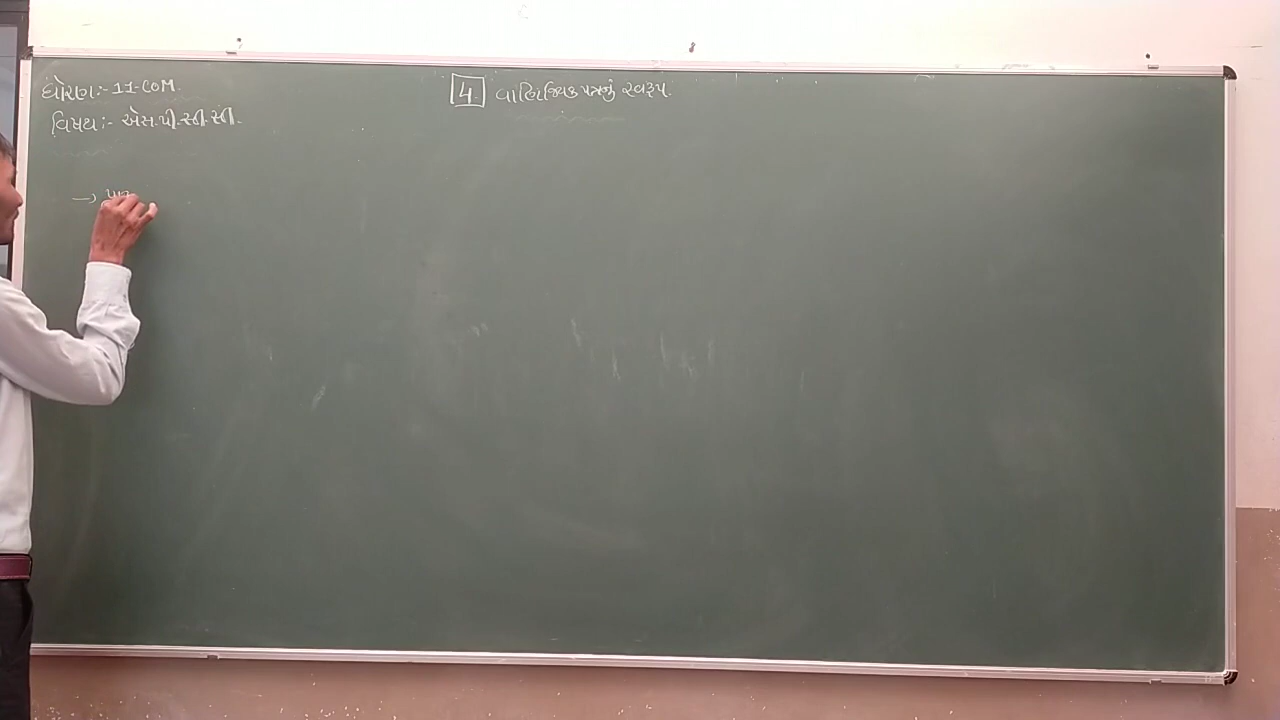 ધોરણ:- 11-COM.
4. વાણિજ્યિક પત્રનું સ્વરૂપ.
વિષય:- એસ.પી.સી.સી.
→